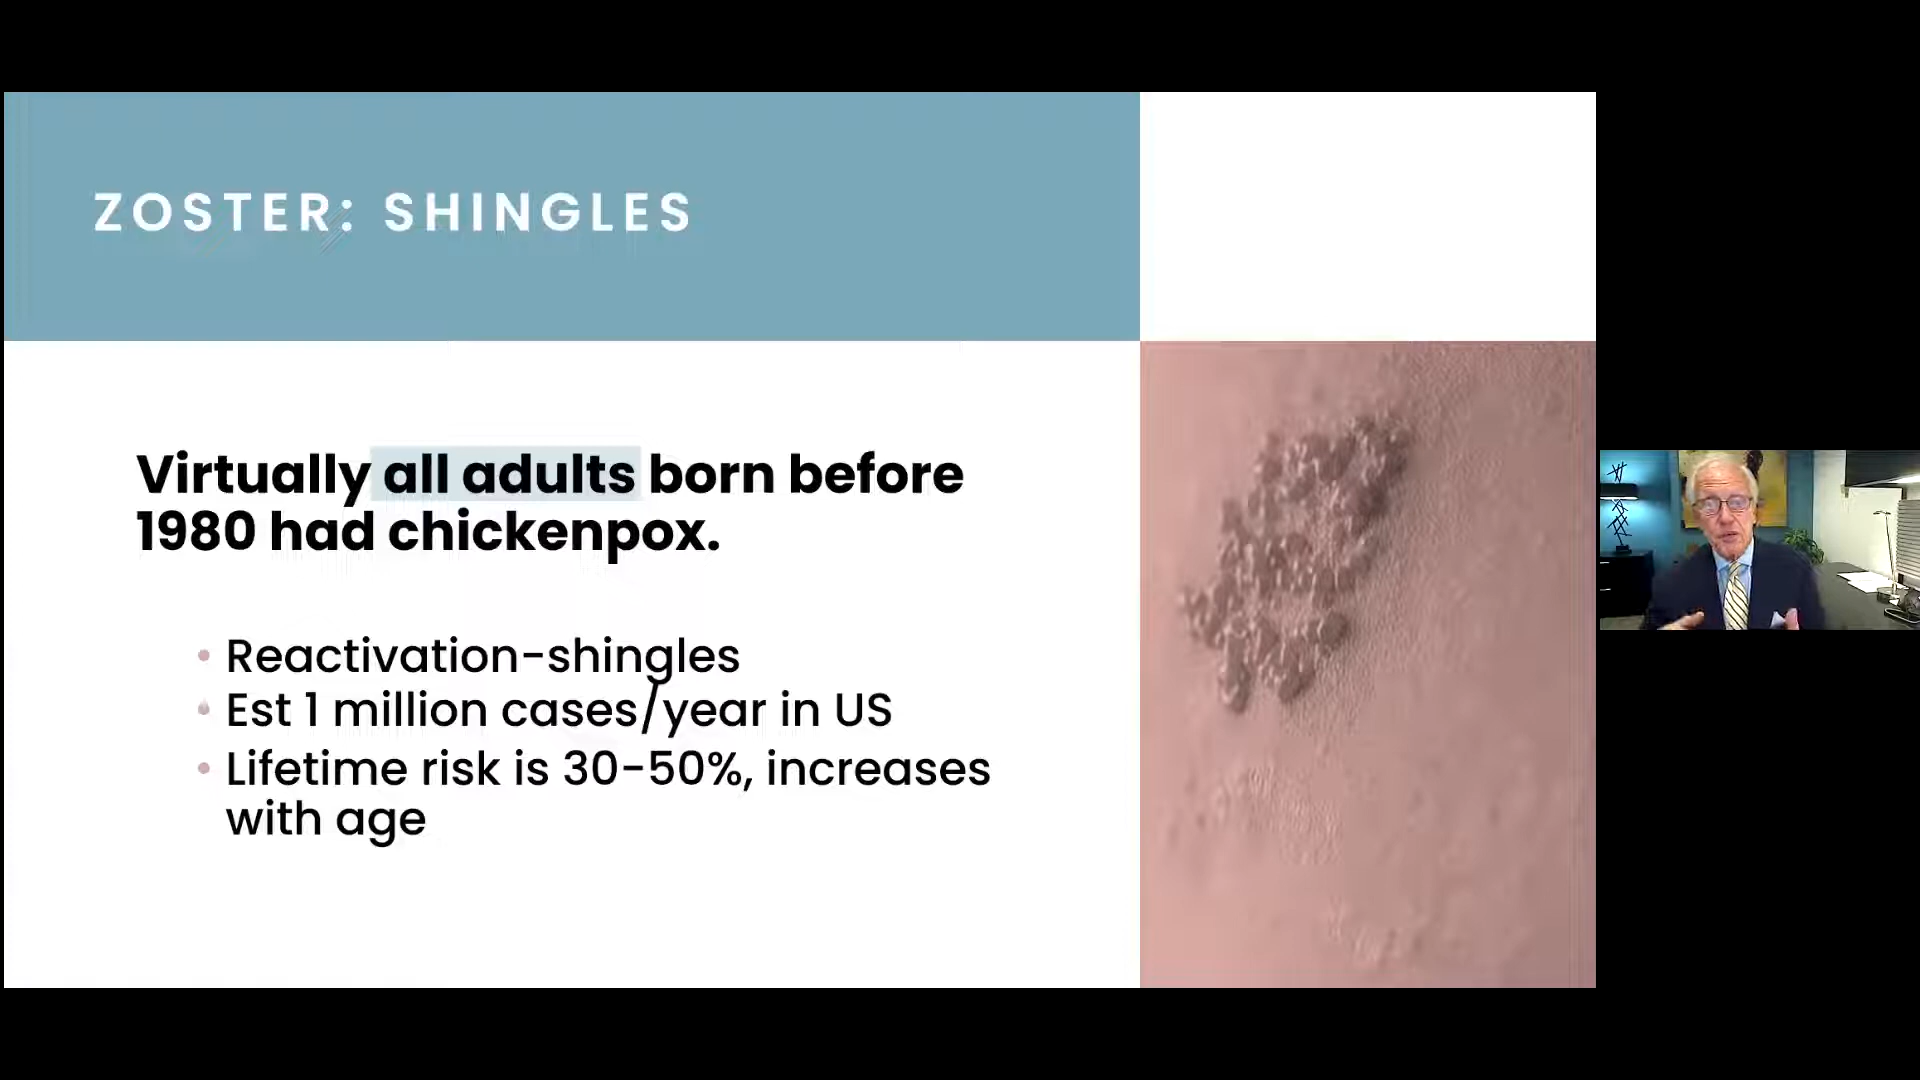 ZOSTER: SHINGLES
Virtually all adults born before
1980 had chickenpox.
• Reactivation-shingles
• Est 1 million cases/year in US
• Lifetime risk is 30-50%, increases
with age